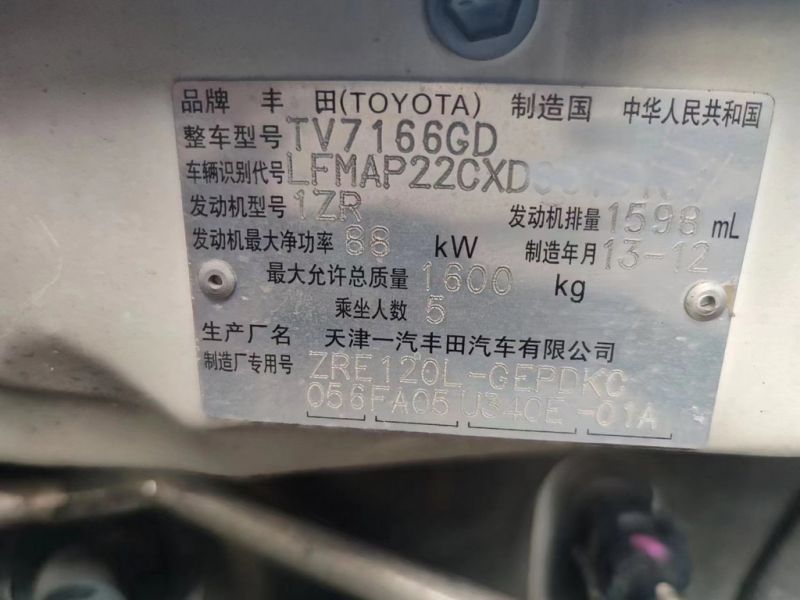 品牌 丰 田(TOYOTA) 制造国 中华人民共和国
整车型号 TV7166GD
车辆识别代号 LFMAP22CXD
发动机型号 1ZR 发动机排量 1598 mL
发动机最大净功率 88 kW 制造年月 13-12
最大允许总质量 1600 kg
乘坐人数 5
生产厂名 天津一汽丰田汽车有限公司
制造厂专用号 ZRE120L-GEPDKC
056 FA05 U340E -01A